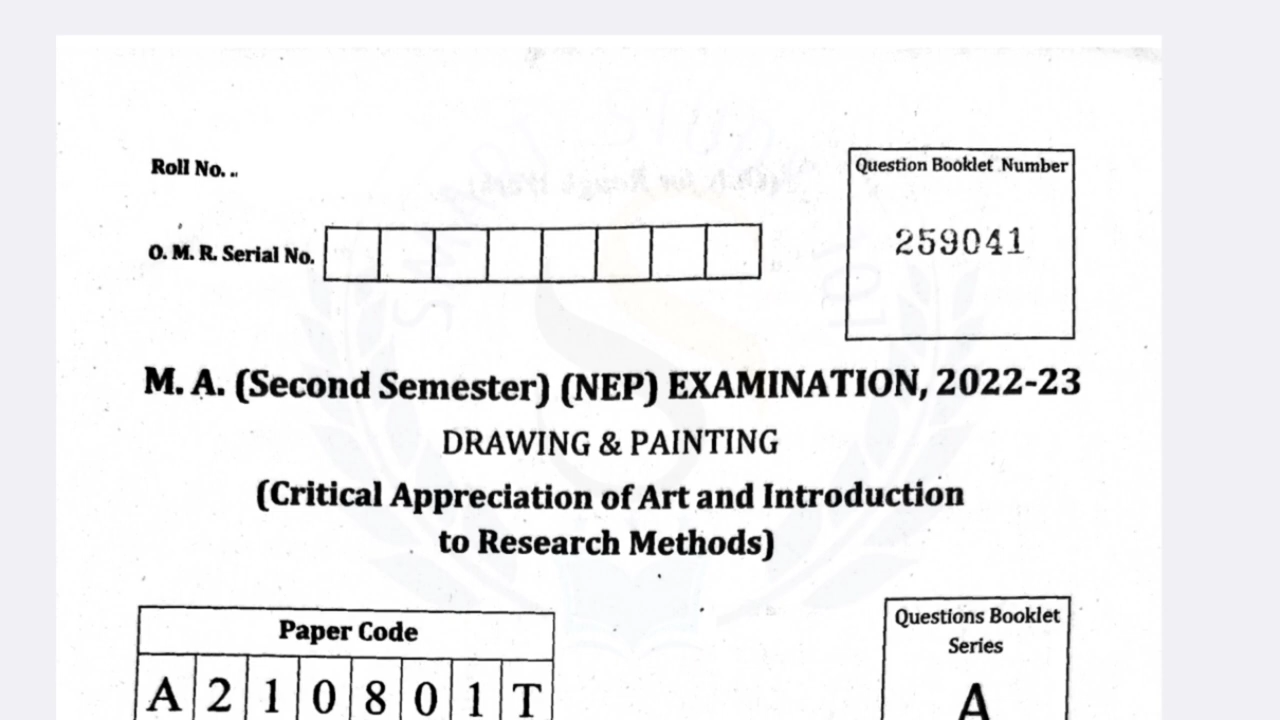 Roll No. ..
Question Booklet Number
O. M. R. Serial No.
259041
M. A. (Second Semester) (NEP) EXAMINATION, 2022-23
DRAWING & PAINTING
(Critical Appreciation of Art and Introduction
to Research Methods)
Paper Code
A 2 1 0 8 0 1 T
Questions Booklet
Series
A